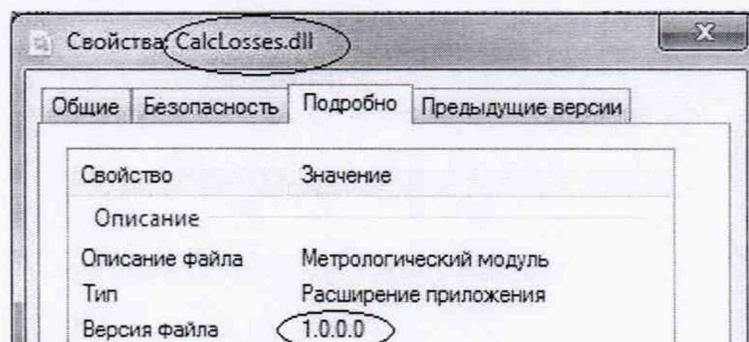 Свойства: CalcLosses.dll
Общие Безопасность Подробно Предыдущие версии
Свойство Значение
Описание
Описание файла Метрологический модуль
Тип Расширение приложения
Версия файла 1.0.0.0